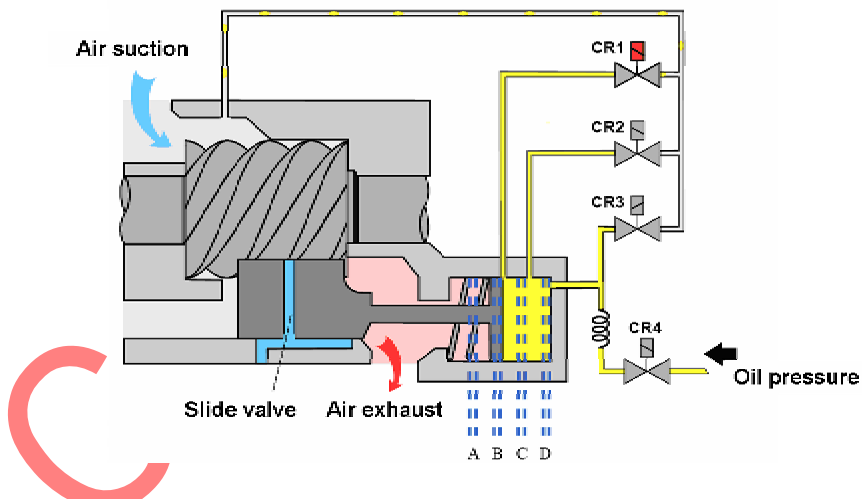 Air suction
CR1
CR2
CR3
CR4
Oil pressure
Slide valve
Air exhaust
A B C D